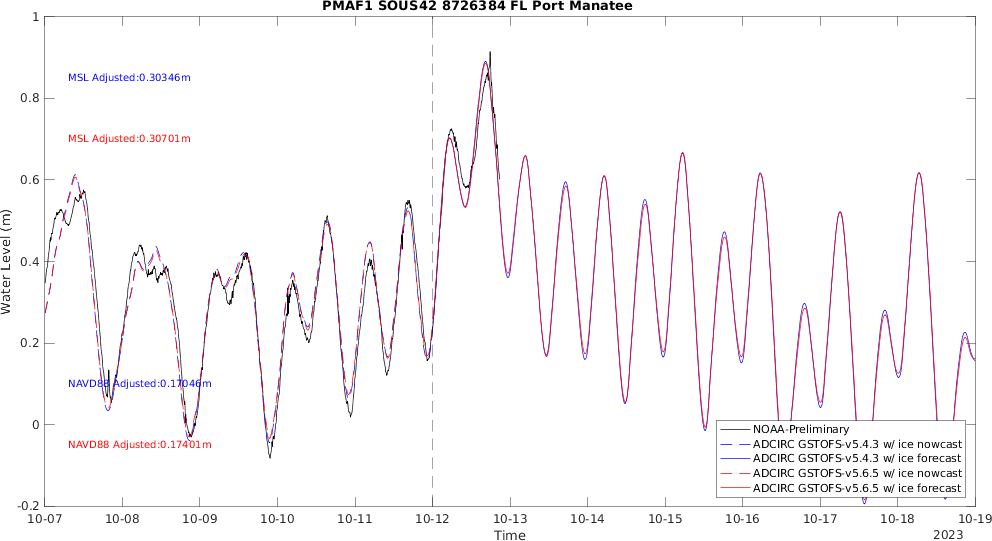 PMAF1 SOUS42 8726384 FL Port Manatee
Water Level (m)
1
0.8
0.6
0.4
0.2
0
-0.2
MSL Adjusted:0.30346m
MSL Adjusted:0.30701m
NAVD88 Adjusted:0.17046m
NAVD88 Adjusted:0.17401m
NOAA-Preliminary
ADCIRC GSTOFS-v5.4.3 w/ ice nowcast
ADCIRC GSTOFS-v5.4.3 w/ ice forecast
ADCIRC GSTOFS-v5.6.5 w/ ice nowcast
ADCIRC GSTOFS-v5.6.5 w/ ice forecast
10-07 10-08 10-09 10-10 10-11 10-12 10-13 10-14 10-15 10-16 10-17 10-18 10-19
Time
2023